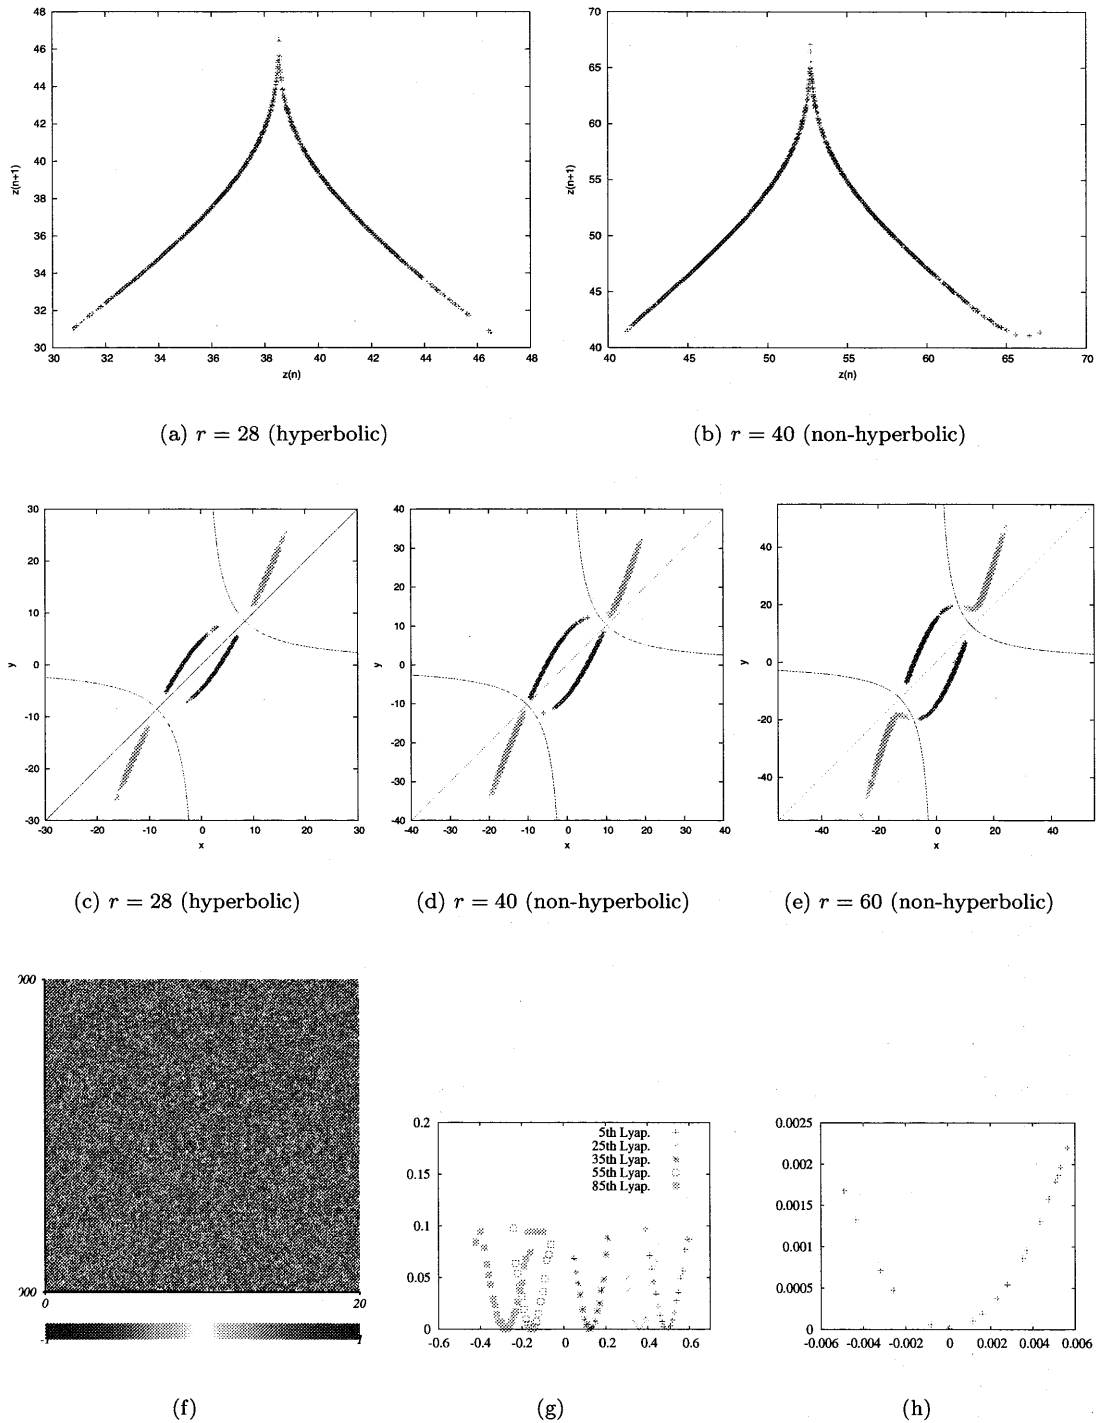 48
46
44
42
40
38
36
34
32
30
z(n+1)
30 32 34 36 38 40 42 44 46 48
z(n)
70
65
60
55
50
45
40
z(n+1)
40 45 50 55 60 65 70
z(n)
(a) r = 28 (hyperbolic)
(b) r = 40 (non-hyperbolic)
30
20
10
0
-10
-20
-30
y
-30 -20 -10 0 10 20 30
x
40
30
20
10
0
-10
-20
-30
-40
y
-40 -30 -20 -10 0 10 20 30 40
x
40
20
0
-20
-40
y
-40 -20 0 20 40
x
(c) r = 28 (hyperbolic)
(d) r = 40 (non-hyperbolic)
(e) r = 60 (non-hyperbolic)
0 20
0.2
0.15
0.1
0.05
0
5th Lyap.
25th Lyap.
35th Lyap.
55th Lyap.
85th Lyap.
-0.6 -0.4 -0.2 0 0.2 0.4 0.6
0.0025
0.002
0.0015
0.001
0.0005
0
-0.006 -0.004 -0.002 0 0.002 0.004 0.006
(f)
(g)
(h)